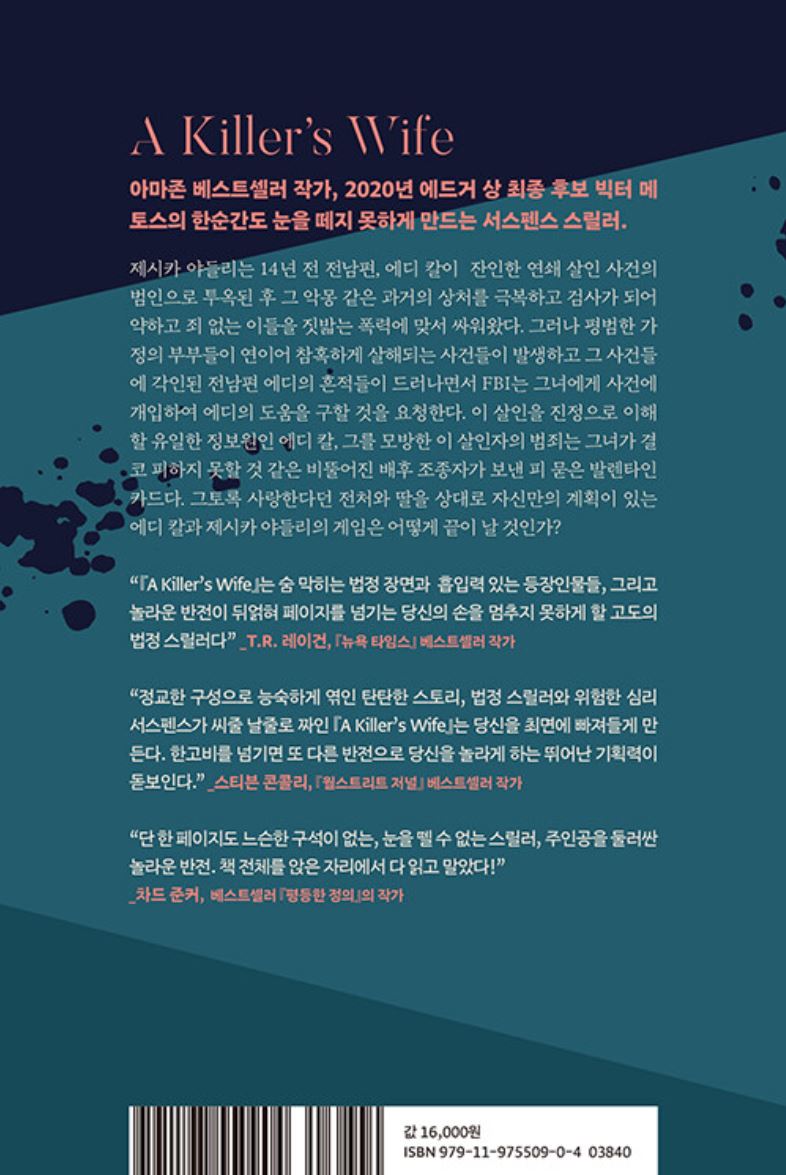 A Killer's Wife
아마존 베스트셀러 작가, 2020년 에드거 상 최종 후보 빅터 메
토스의 한순간도 눈을 떼지 못하게 만드는 서스펜스 스릴러.
제시카 야들리는 14년 전 전남편, 에디 칼이 잔인한 연쇄 살인 사건의
범인으로 투옥된 후 그 악몽 같은 과거의 상처를 극복하고 검사가 되어
약하고 죄 없는 이들을 짓밟는 폭력에 맞서 싸워왔다. 그러나 평범한 가
정의 부부들이 연이어 참혹하게 살해되는 사건들이 발생하고 그 사건들
에 각인된 전남편 에디의 흔적들이 드러나면서 FBI는 그녀에게 사건에
개입하여 에디의 도움을 구할 것을 요청한다. 이 살인을 진정으로 이해
할 유일한 정보원인 에디 칼, 그를 모방한 이 살인자의 범죄는 그녀가 결
코 피하지 못할 것 같은 비뚤어진 배후 조종자가 보낸 피 묻은 발렌타인
카드다. 그토록 사랑한다던 전처와 딸을 상대로 자신만의 계획이 있는
에디 칼과 제시카 야들리의 게임은 어떻게 끝이 날 것인가?
“『A Killer's Wife』는 숨 막히는 법정 장면과 흡입력 있는 등장인물들, 그리고
놀라운 반전이 뒤얽혀 페이지를 넘기는 당신의 손을 멈추지 못하게 할 고도의
법정 스릴러다” _T.R. 레이건, 『뉴욕 타임스』 베스트셀러 작가
“정교한 구성으로 능숙하게 엮인 탄탄한 스토리, 법정 스릴러와 위험한 심리
서스펜스가 씨줄 날줄로 짜인 『A Killer's Wife』는 당신을 최면에 빠져들게 만
든다. 한고비를 넘기면 또 다른 반전으로 당신을 놀라게 하는 뛰어난 기획력이
돋보인다.” _스티븐 콘콜리, 『월스트리트 저널』 베스트셀러 작가
“단 한 페이지도 느슨한 구석이 없는, 눈을 뗄 수 없는 스릴러, 주인공을 둘러싼
놀라운 반전. 책 전체를 앉은 자리에서 다 읽고 말았다!”
_차드 준커, 베스트셀러 『평등한 정의』의 작가
값 16,000원
ISBN 979-11-975509-0-4 03840